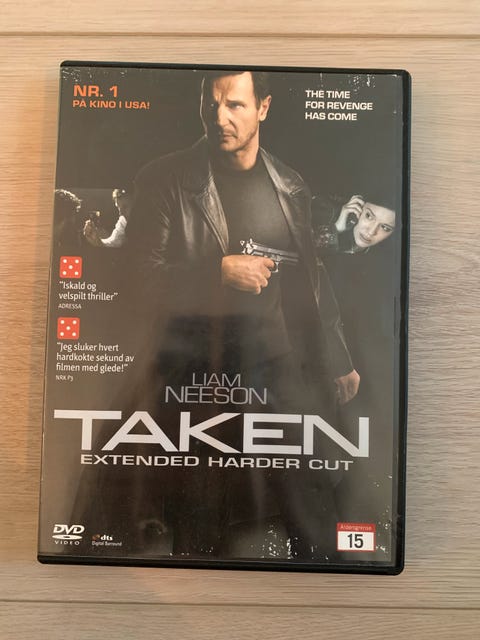 NR. 1
PÅ KINO I USA!
THE TIME
FOR REVENGE
HAS COME
"Iskald og
velspilt thriller"
ADRESSA
"Jeg sluker hvert
hardkokte sekund av
filmen med glede!"
NRK P3
LIAM
NEESON
TAKEN
EXTENDED HARDER CUT
DVD
VIDEO
dts
Digital Surround
Aldersgrense
15